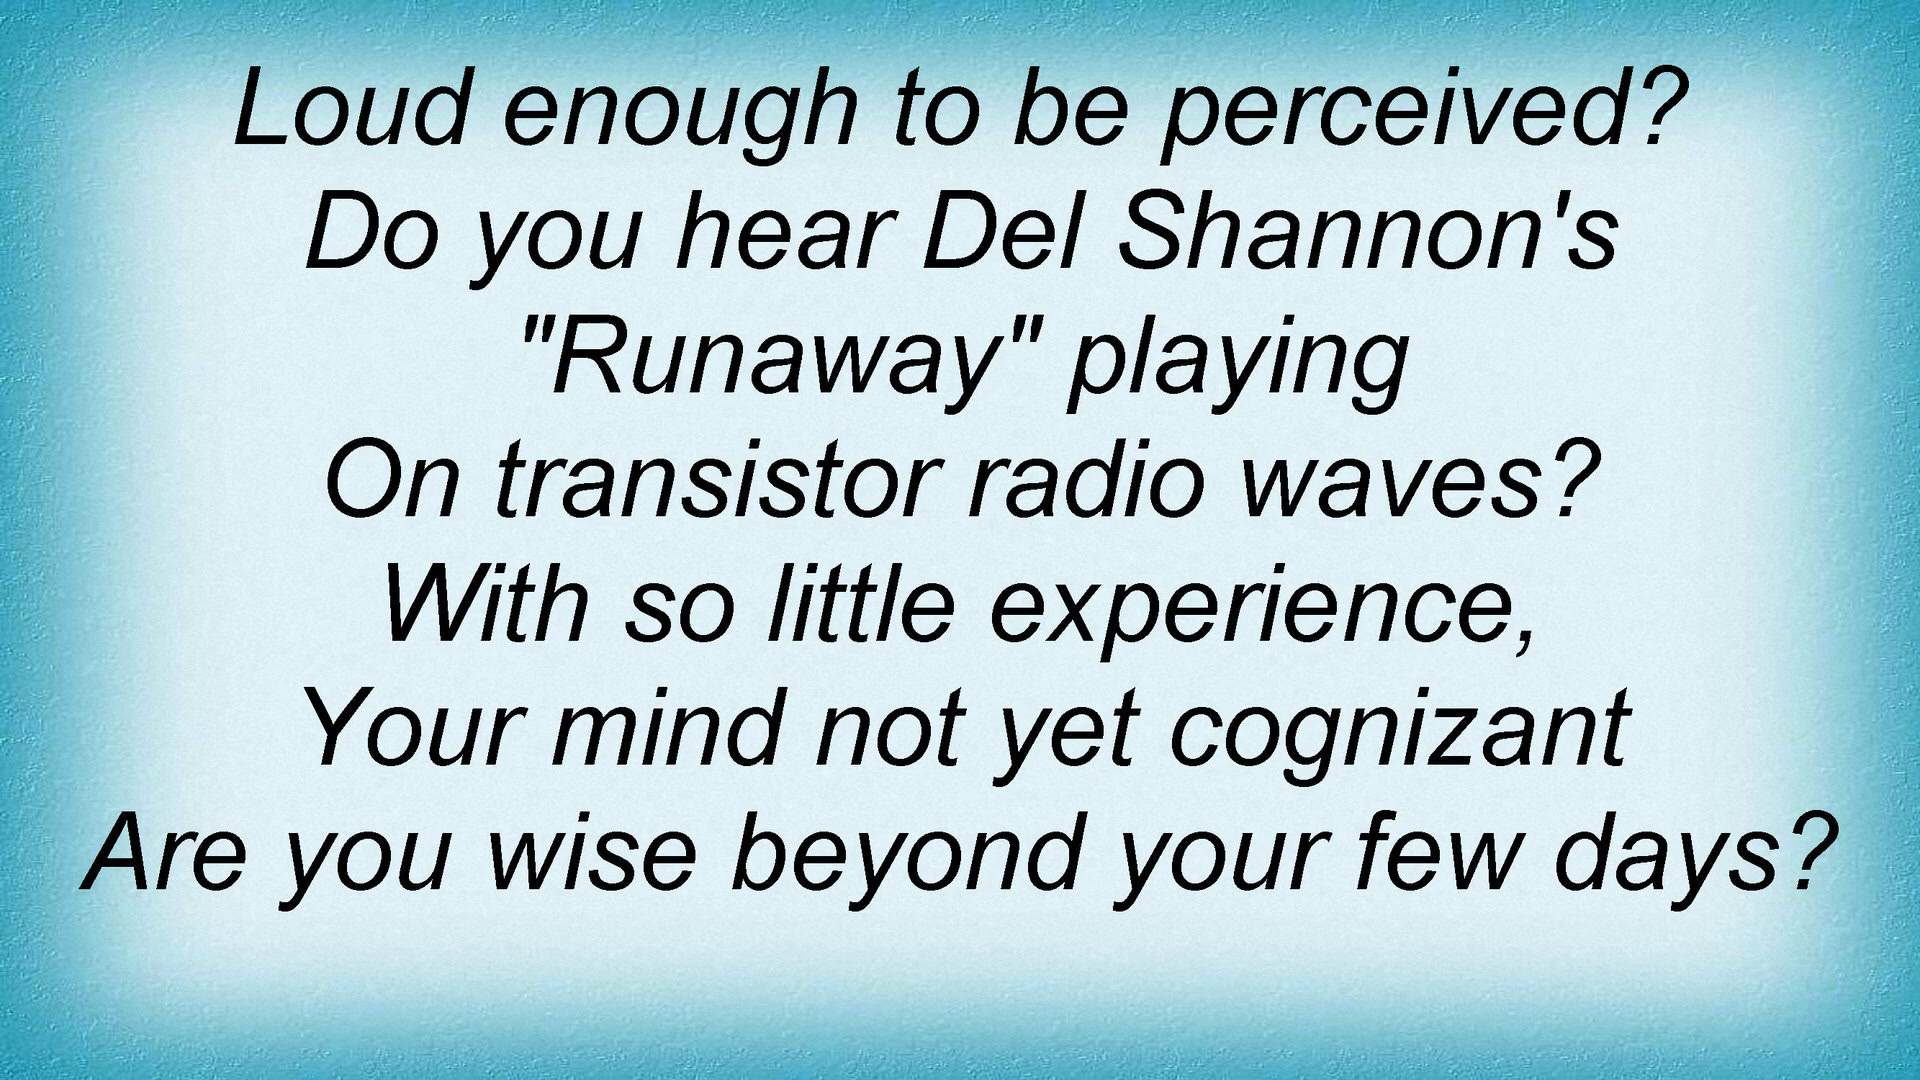 Loud enough to be perceived?
Do you hear Del Shannon's
"Runaway" playing
On transistor radio waves?
With so little experience,
Your mind not yet cognizant
Are you wise beyond your few days?